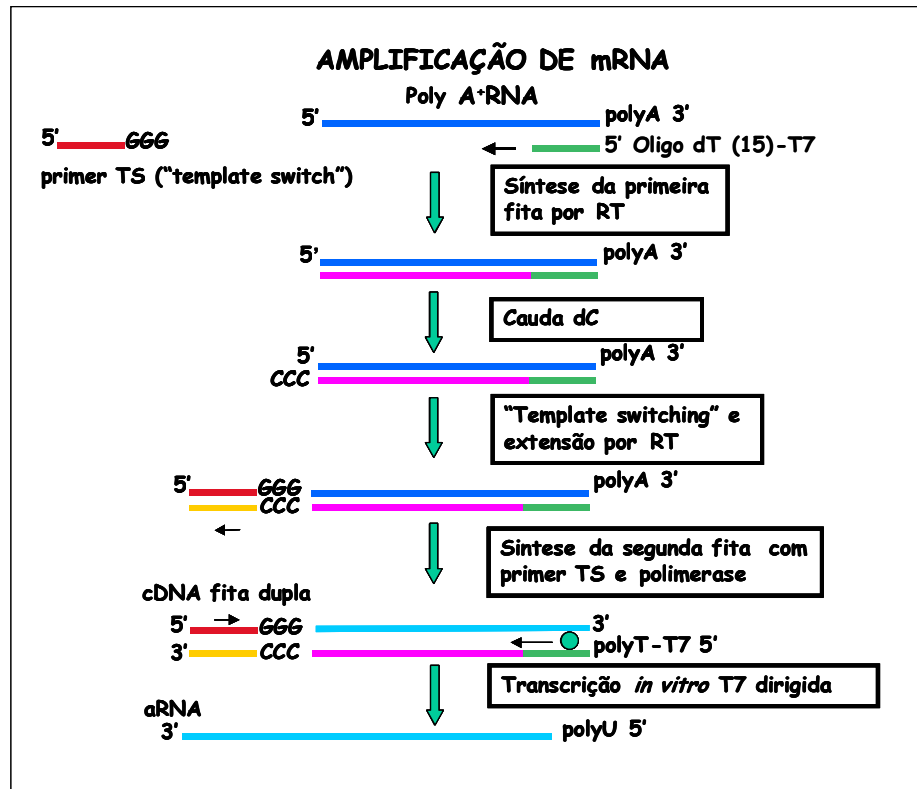 AMPLIFICAÇÃO DE mRNA
Poly A+RNA
5' polyA 3'
5' GGG
5' Oligo dT (15)-T7
primer TS ("template switch")
Síntese da primeira
fita por RT
5' polyA 3'
Cauda dC
5' polyA 3'
CCC
"Template switching" e
extensão por RT
5' GGG polyA 3'
CCC
Sintese da segunda fita com
primer TS e polimerase
cDNA fita dupla
5' GGG 3'
3' CCC polyT-T7 5'
Transcrição in vitro T7 dirigida
aRNA
3' polyU 5'